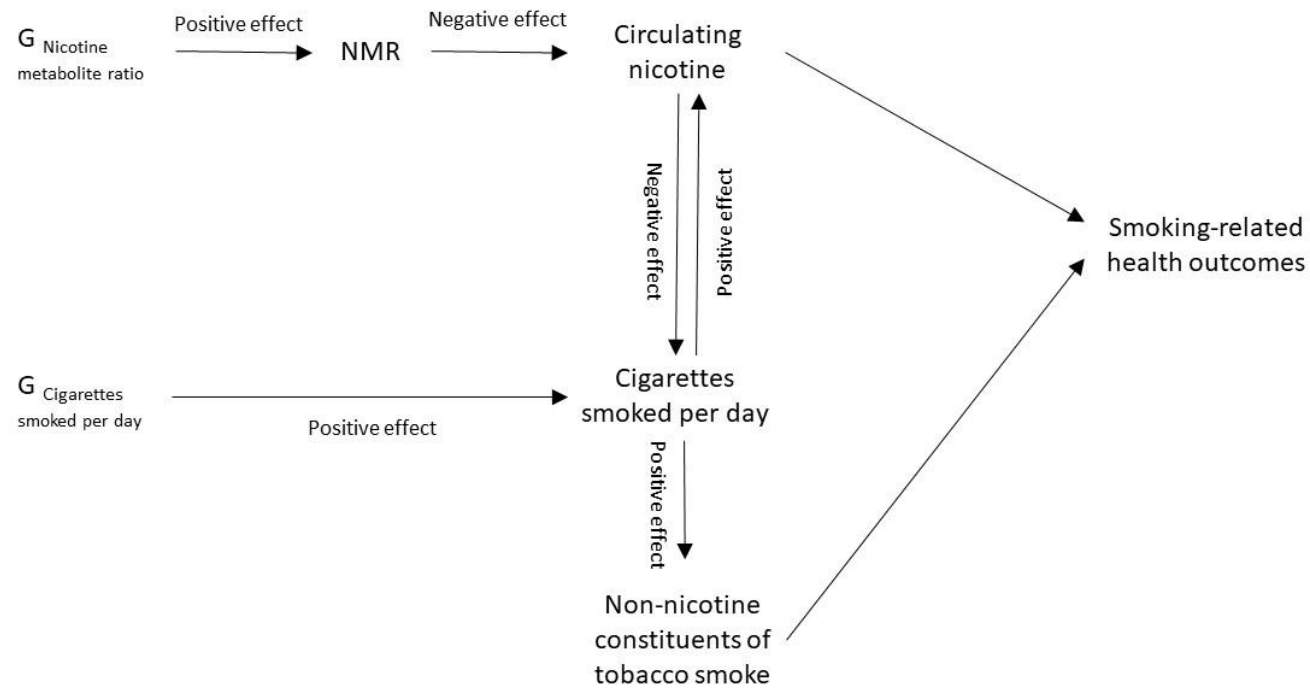 Positive effect
Negative effect
G Nicotine
metabolite ratio
NMR
Circulating
nicotine
Negative effect
Positive effect
Smoking-related
health outcomes
G Cigarettes
smoked per day
Positive effect
Cigarettes
smoked per day
Positive effect
Non-nicotine
constituents of
tobacco smoke